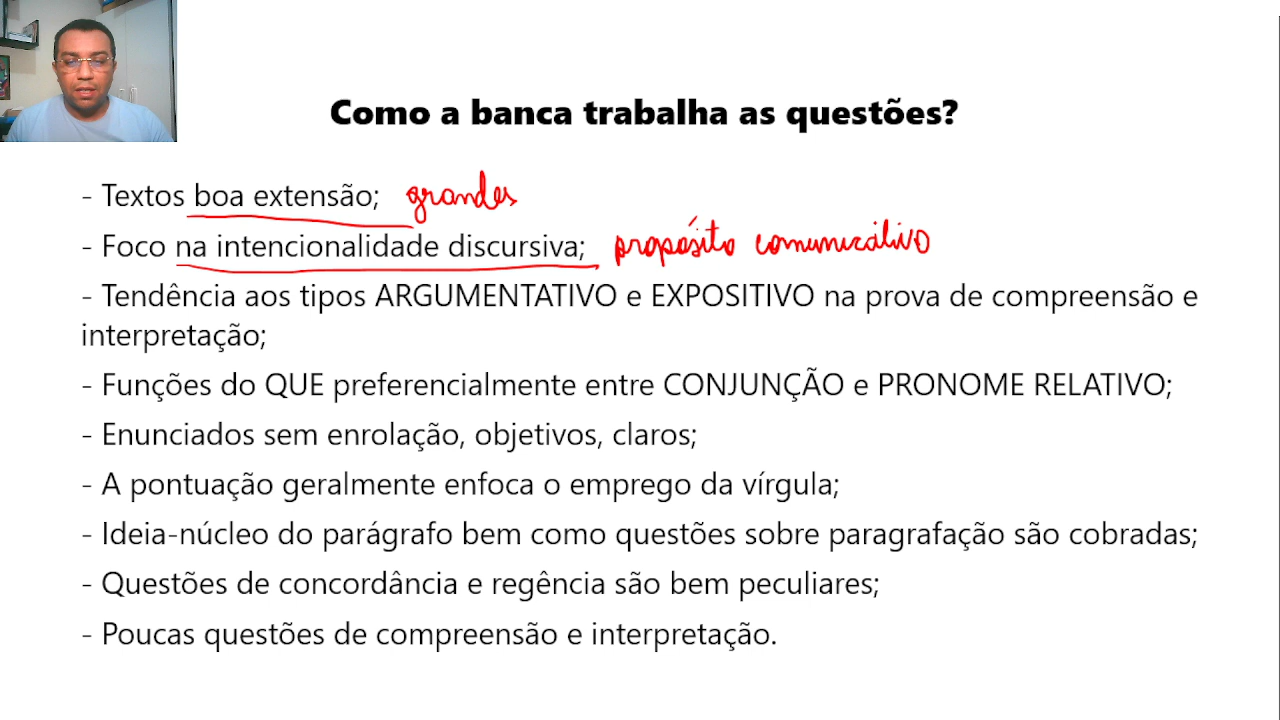 Como a banca trabalha as questões?
- Textos boa extensão; grandes
- Foco na intencionalidade discursiva; propósito comunicativo
- Tendência aos tipos ARGUMENTATIVO e EXPOSITIVO na prova de compreensão e
interpretação;
- Funções do QUE preferencialmente entre CONJUNÇÃO e PRONOME RELATIVO;
- Enunciados sem enrolação, objetivos, claros;
- A pontuação geralmente enfoca o emprego da vírgula;
- Ideia-núcleo do parágrafo bem como questões sobre paragrafação são cobradas;
- Questões de concordância e regência são bem peculiares;
- Poucas questões de compreensão e interpretação.